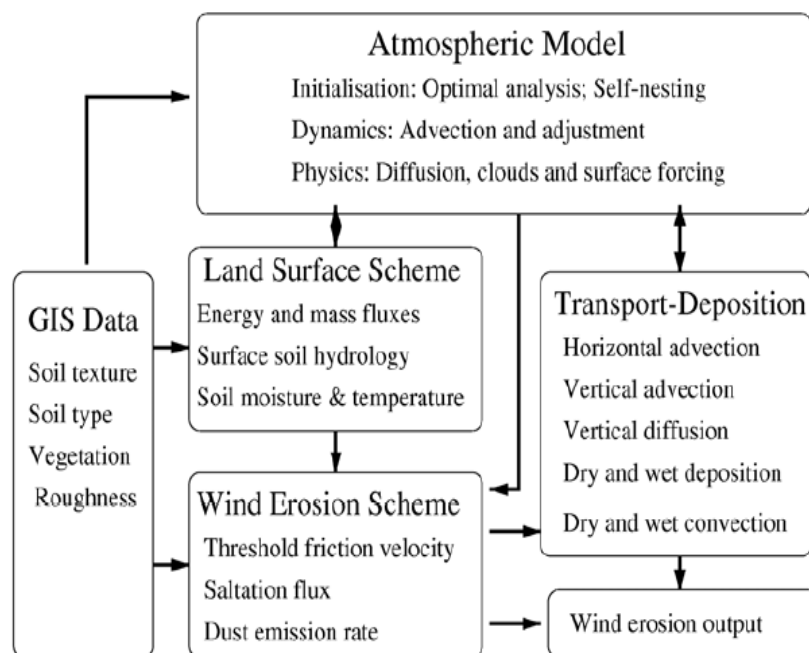 Atmospheric Model
Initialisation: Optimal analysis; Self-nesting
Dynamics: Advection and adjustment
Physics: Diffusion, clouds and surface forcing
GIS Data
Soil texture
Soil type
Vegetation
Roughness
Land Surface Scheme
Energy and mass fluxes
Surface soil hydrology
Soil moisture & temperature
Wind Erosion Scheme
Threshold friction velocity
Saltation flux
Dust emission rate
Transport-Deposition
Horizontal advection
Vertical advection
Vertical diffusion
Dry and wet deposition
Dry and wet convection
Wind erosion output